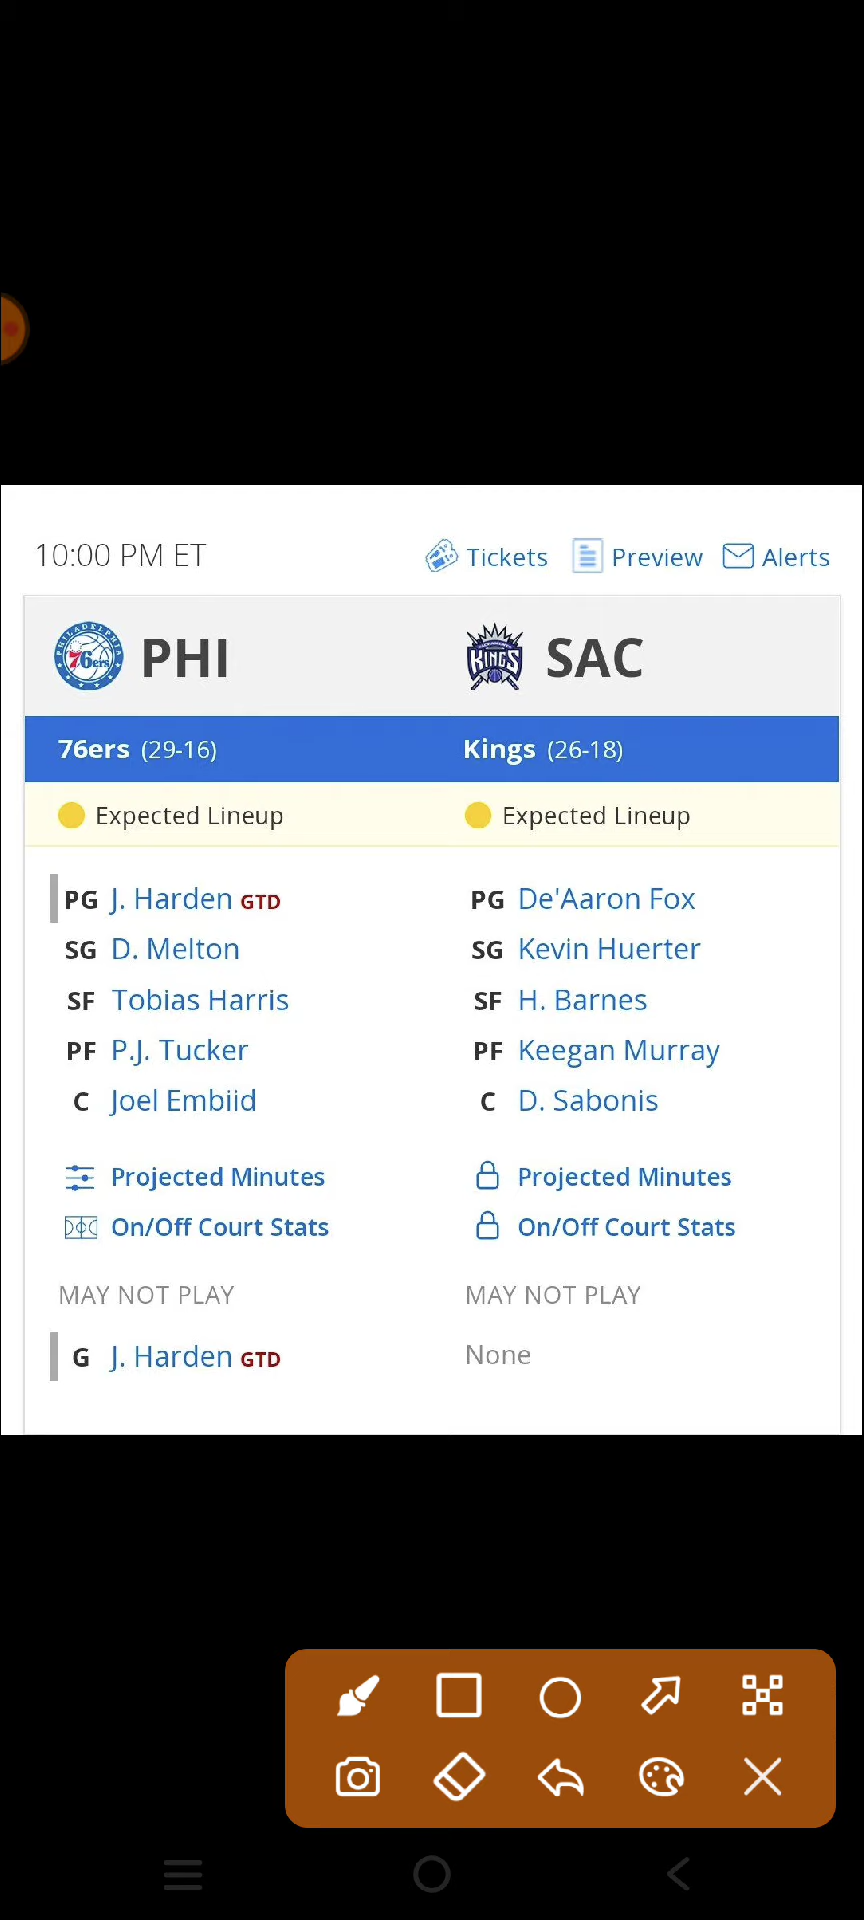 10:00 PM ET Tickets Preview Alerts
PHILADELPHIA 76ers PHI KINGS SAC
76ers (29-16) Kings (26-18)
Expected Lineup Expected Lineup
PG J. Harden GTD PG De'Aaron Fox
SG D. Melton SG Kevin Huerter
SF Tobias Harris SF H. Barnes
PF P.J. Tucker PF Keegan Murray
C Joel Embiid C D. Sabonis
Projected Minutes Projected Minutes
On/Off Court Stats On/Off Court Stats
MAY NOT PLAY MAY NOT PLAY
G J. Harden GTD None